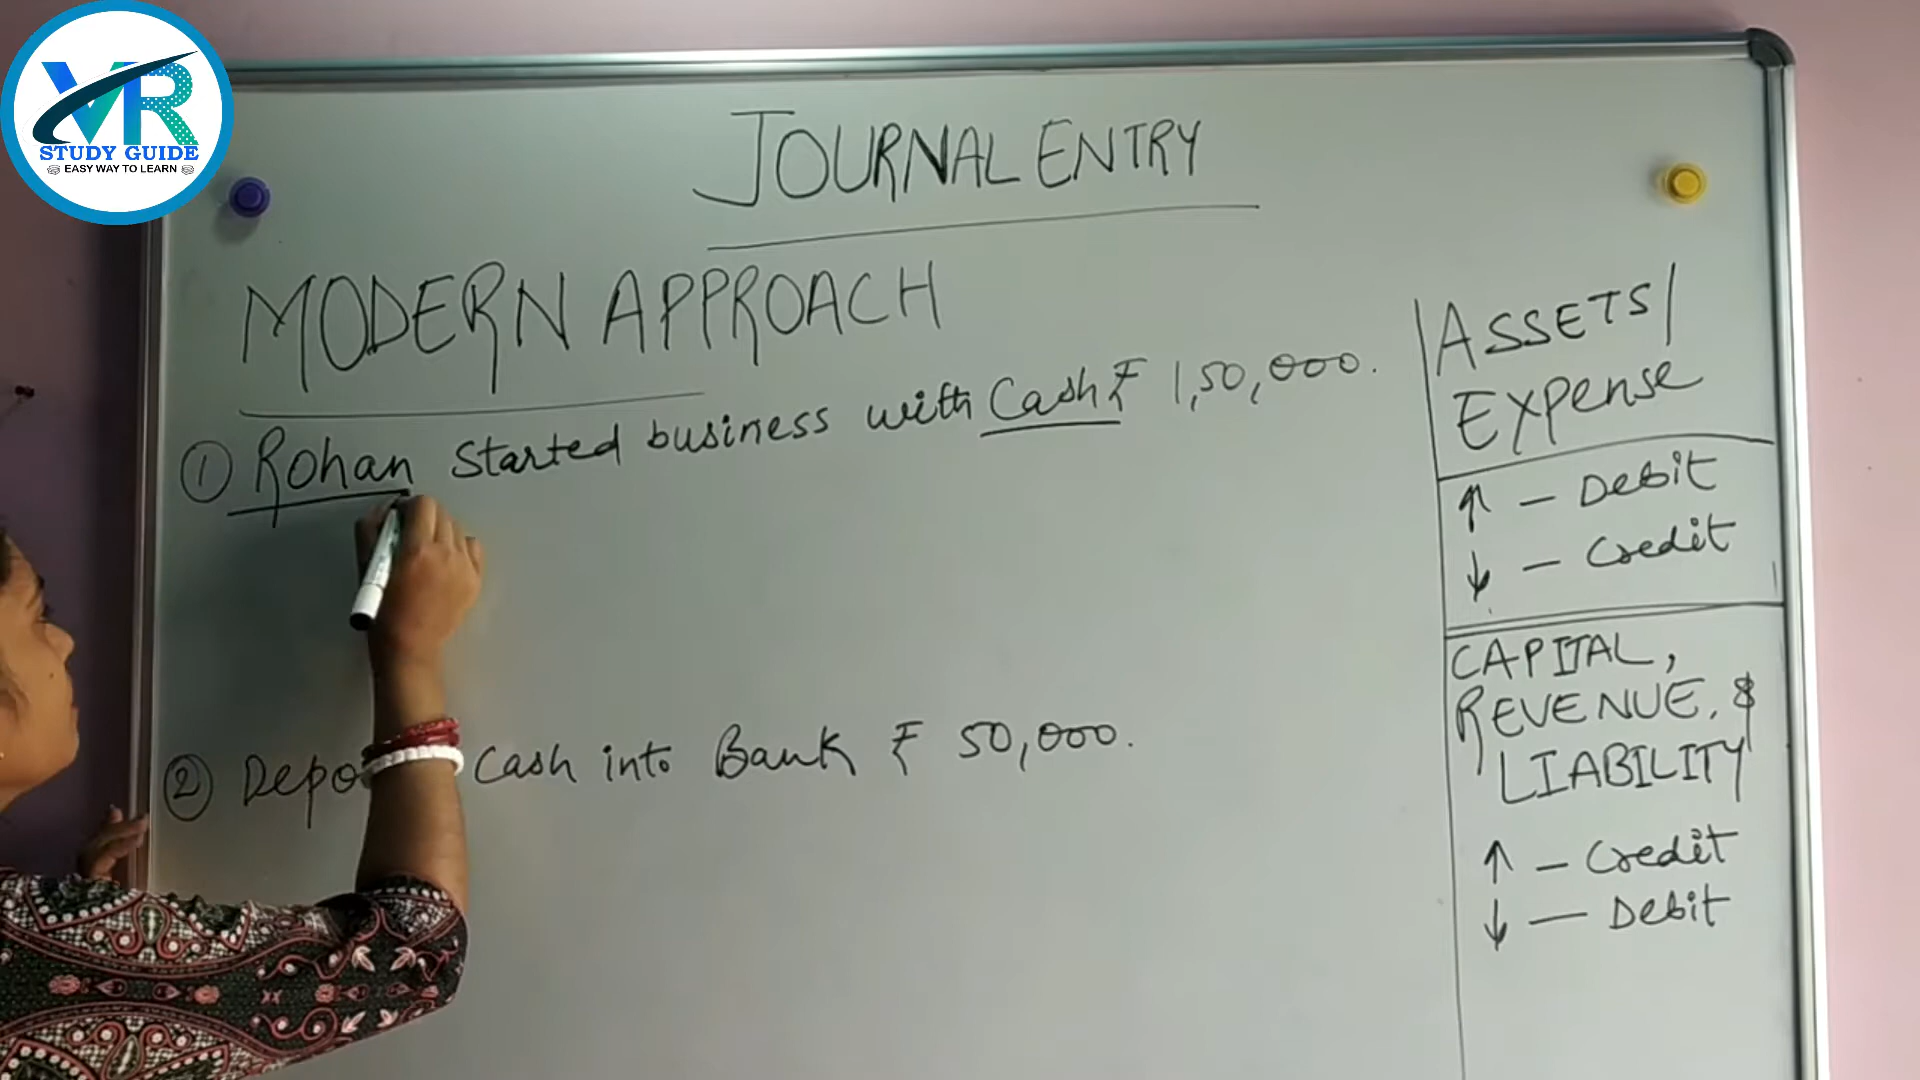 VR
STUDY GUIDE
EASY WAY TO LEARN
JOURNAL ENTRY
MODERN APPROACH
① Rohan Started business with Cash ₹ 1,50,000.
② Depo Cash into Bank ₹ 50,000.
ASSETS/
Expense
↑ - Debit
↓ - Credit
CAPITAL,
REVENUE, &
LIABILITY
↑ - Credit
↓ - Debit